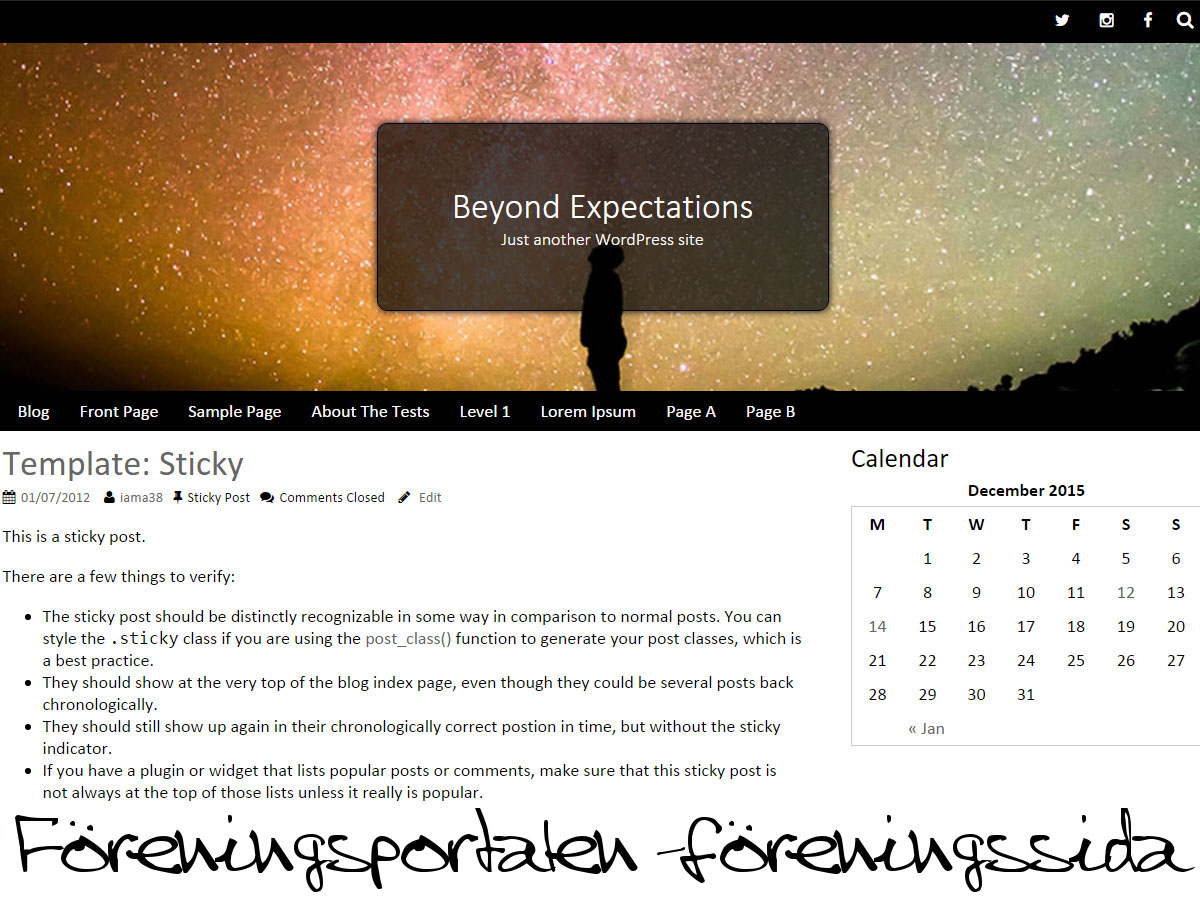 Beyond Expectations
Just another WordPress site
Blog Front Page Sample Page About The Tests Level 1 Lorem Ipsum Page A Page B
Template: Sticky
01/07/2012 iama38 Sticky Post Comments Closed Edit
This is a sticky post.
There are a few things to verify:
The sticky post should be distinctly recognizable in some way in comparison to normal posts. You can
style the .sticky class if you are using the post_class() function to generate your post classes, which is
a best practice.
They should show at the very top of the blog index page, even though they could be several posts back
chronologically.
They should still show up again in their chronologically correct postion in time, but without the sticky
indicator.
If you have a plugin or widget that lists popular posts or comments, make sure that this sticky post is
not always at the top of those lists unless it really is popular.
Calendar
December 2015
M T W T F S S
1 2 3 4 5 6
7 8 9 10 11 12 13
14 15 16 17 18 19 20
21 22 23 24 25 26 27
28 29 30 31
« Jan
Föreningsportalen -föreningssida